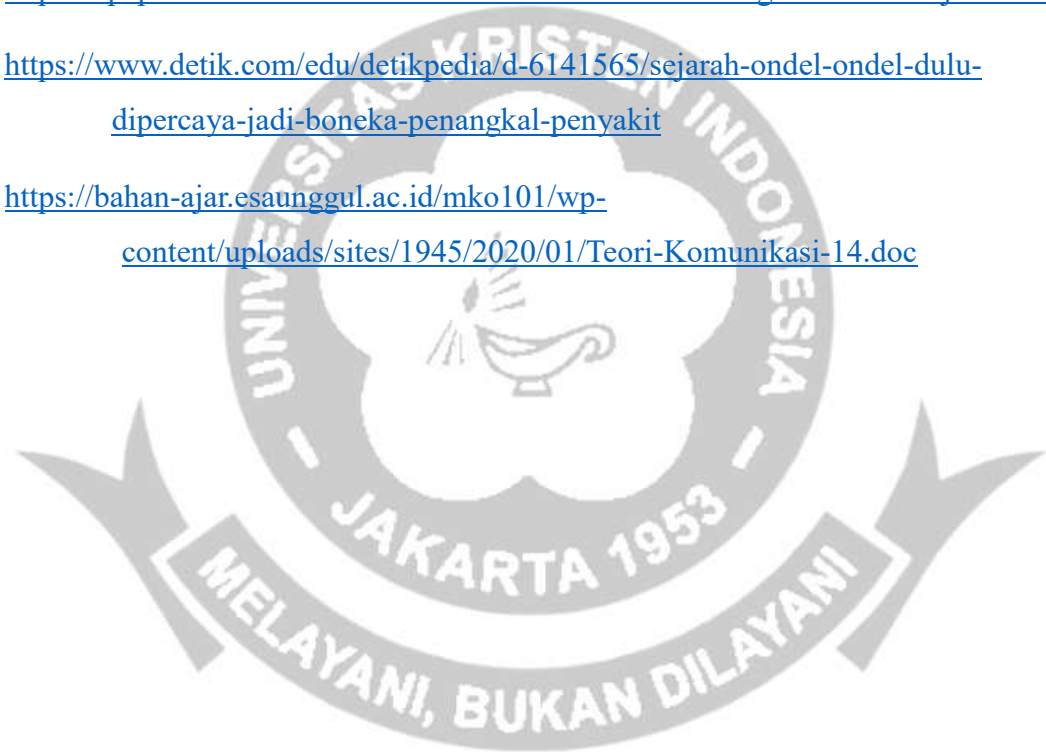 https://www.detik.com/edu/detikpedia/d-6141565/sejarah-ondel-ondel-dulu-
dipercaya-jadi-boneka-penangkal-penyakit
https://bahan-ajar.esaunggul.ac.id/mko101/wp-
content/uploads/sites/1945/2020/01/Teori-Komunikasi-14.doc
UNIVERSITAS KRISTEN INDONESIA
- JAKARTA 1953 -
MELAYANI, BUKAN DILAYANI